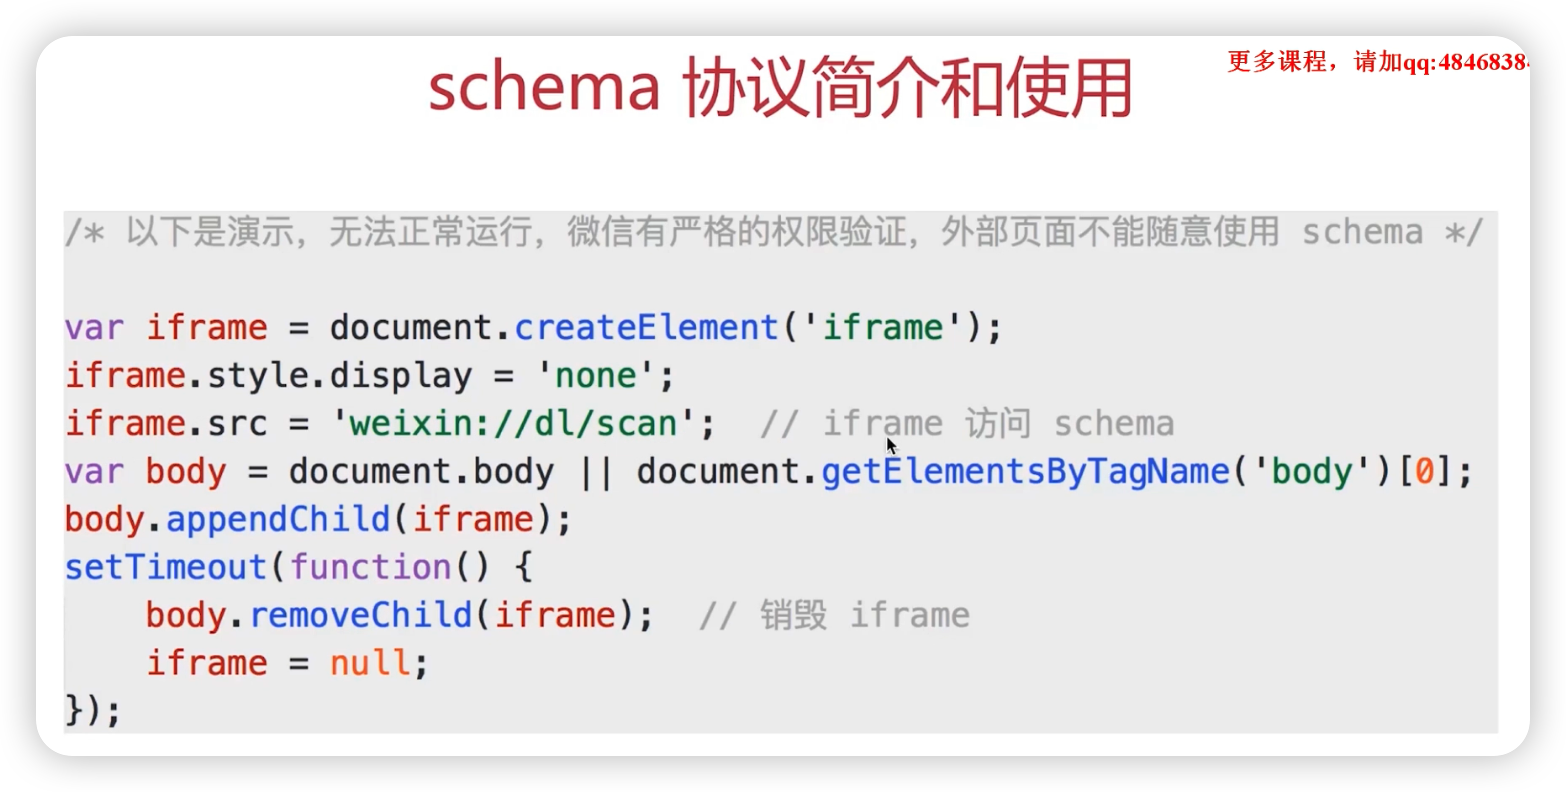 schema 协议简介和使用
更多课程，请加qq:4846838
/* 以下是演示，无法正常运行，微信有严格的权限验证，外部页面不能随意使用 schema */
var iframe = document.createElement('iframe');
iframe.style.display = 'none';
iframe.src = 'weixin://dl/scan';  // iframe 访问 schema
var body = document.body || document.getElementsByTagName('body')[0];
body.appendChild(iframe);
setTimeout(function() {
    body.removeChild(iframe);  // 销毁 iframe
    iframe = null;
});